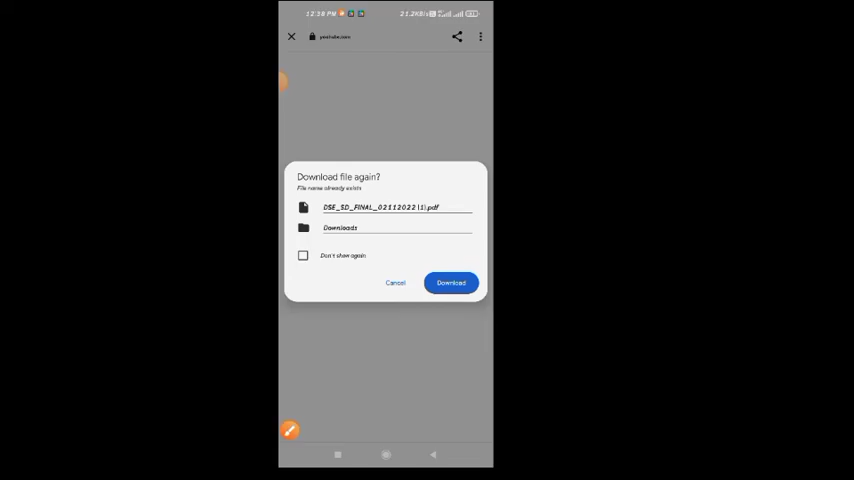 12:38 PM
21.2KB/s
youtube.com
Download file again?
File name already exists
DSE_SD_FINAL_02112022 (1).pdf
Downloads
Don't show again
Cancel
Download